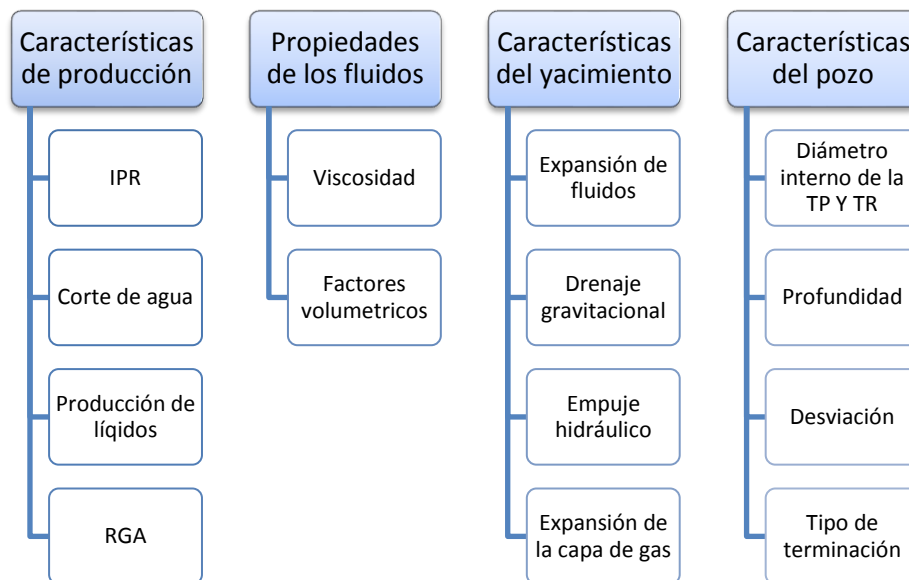 Características
de producción
IPR
Corte de agua
Producción de
líqidos
RGA
Propiedades
de los fluidos
Viscosidad
Factores
volumetricos
Características
del yacimiento
Expansión de
fluidos
Drenaje
gravitacional
Empuje
hidráulico
Expansión de
la capa de gas
Características
del pozo
Diámetro
interno de la
TP Y TR
Profundidad
Desviación
Tipo de
terminación